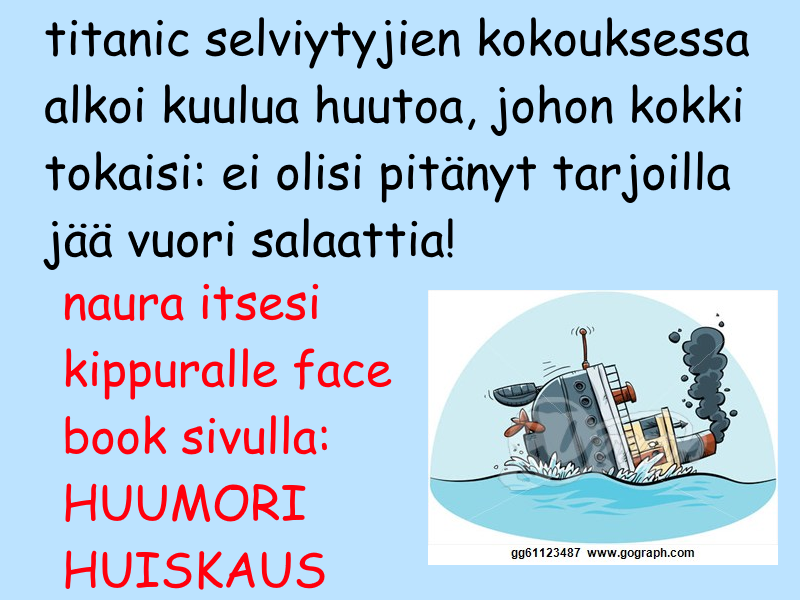 titanic selviytyjien kokouksessa
alkoi kuulua huutoa, johon kokki
tokaisi: ei olisi pitänyt tarjoilla
jää vuori salaattia!
naura itsesi
kippuralle face
book sivulla:
HUUMORI
HUISKAUS
gg61123487 www.gograph.com